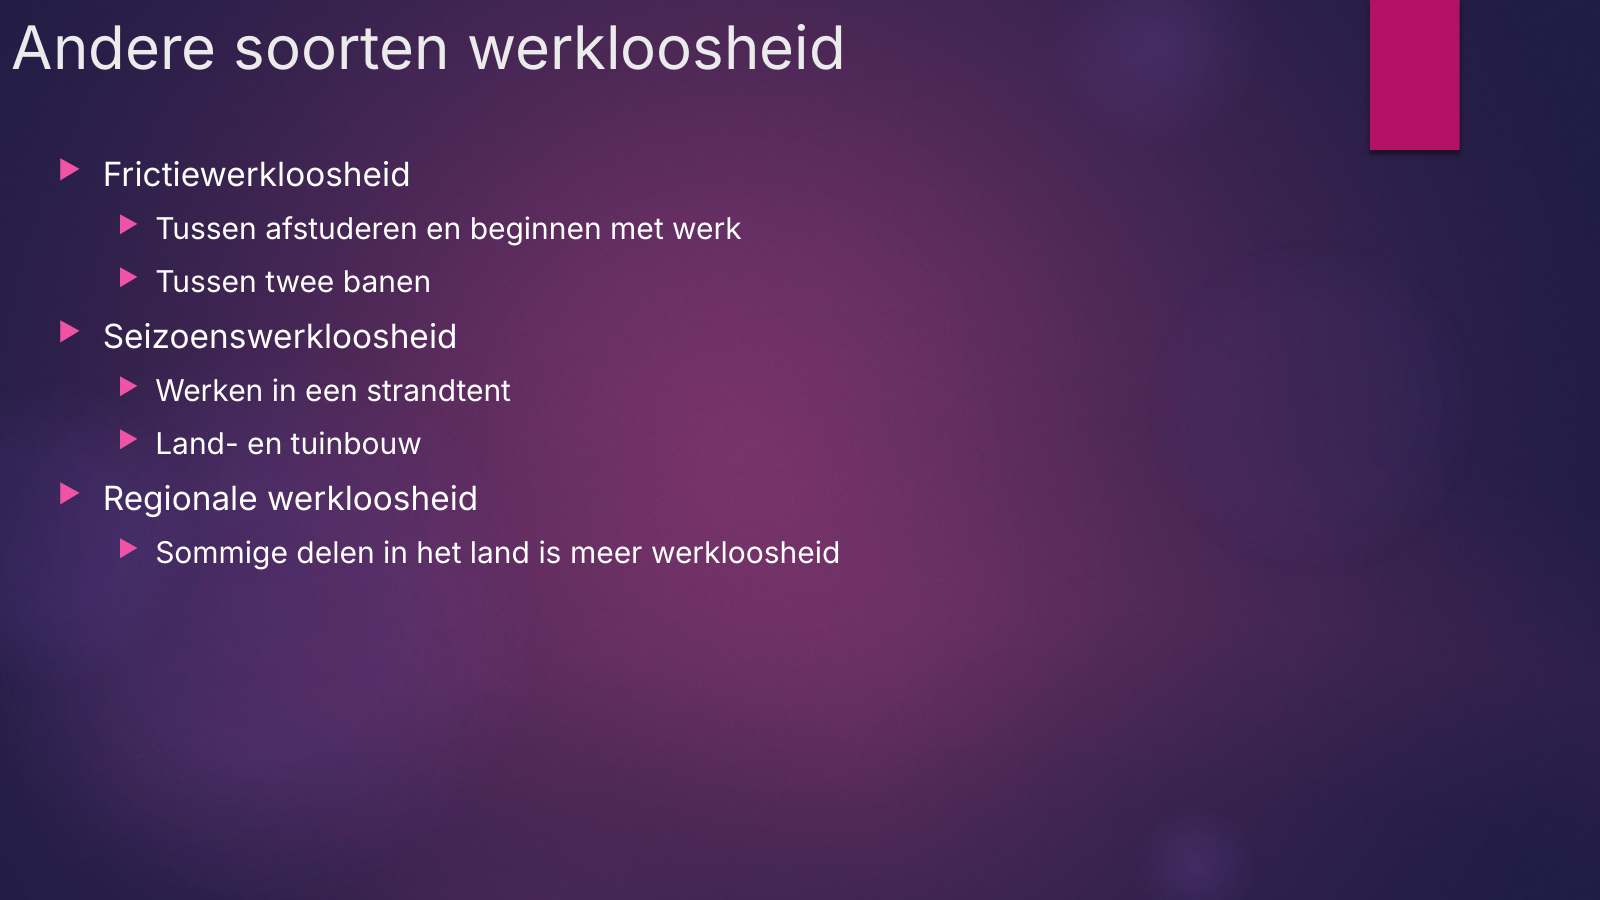 Andere soorten werkloosheid
Frictiewerkloosheid
Tussen afstuderen en beginnen met werk
Tussen twee banen
Seizoenswerkloosheid
Werken in een strandtent
Land- en tuinbouw
Regionale werkloosheid
Sommige delen in het land is meer werkloosheid